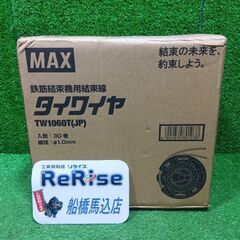 MAX
結束の未来を、
約束しよう。
鉄筋結束機用結束線
タイワイヤ
TW1060T(JP)
入数：30巻
線径：φ1.0mm
工具買取専門店 リライズ
ReRise
船橋馬込店